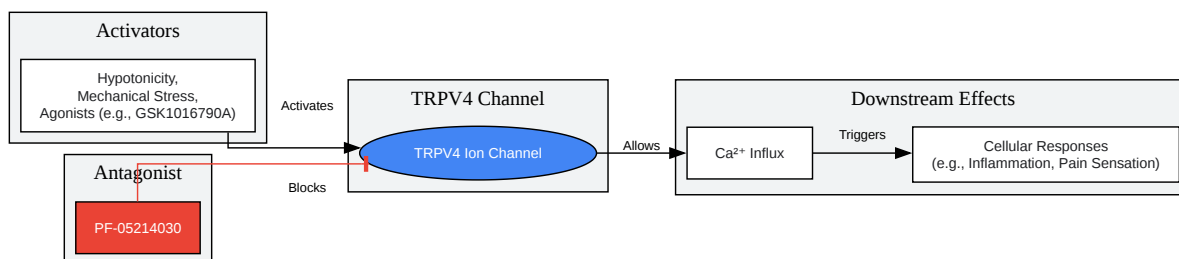 Activators
Hypotonicity,
Mechanical Stress,
Agonists (e.g., GSK1016790A)
Activates
Antagonist
PF-05214030
Blocks
TRPV4 Channel
TRPV4 Ion Channel
Allows
Downstream Effects
Ca²⁺ Influx
Triggers
Cellular Responses
(e.g., Inflammation, Pain Sensation)